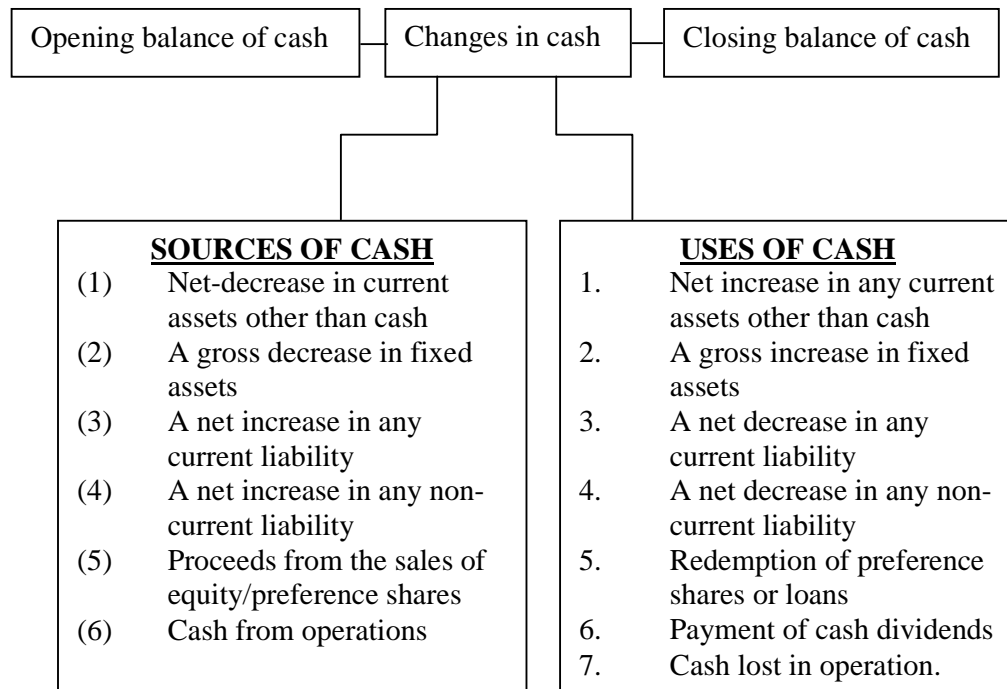 Opening balance of cash
Changes in cash
Closing balance of cash
SOURCES OF CASH
(1) Net-decrease in current
assets other than cash
(2) A gross decrease in fixed
assets
(3) A net increase in any
current liability
(4) A net increase in any non-
current liability
(5) Proceeds from the sales of
equity/preference shares
(6) Cash from operations
USES OF CASH
1. Net increase in any current
assets other than cash
2. A gross increase in fixed
assets
3. A net decrease in any
current liability
4. A net decrease in any non-
current liability
5. Redemption of preference
shares or loans
6. Payment of cash dividends
7. Cash lost in operation.